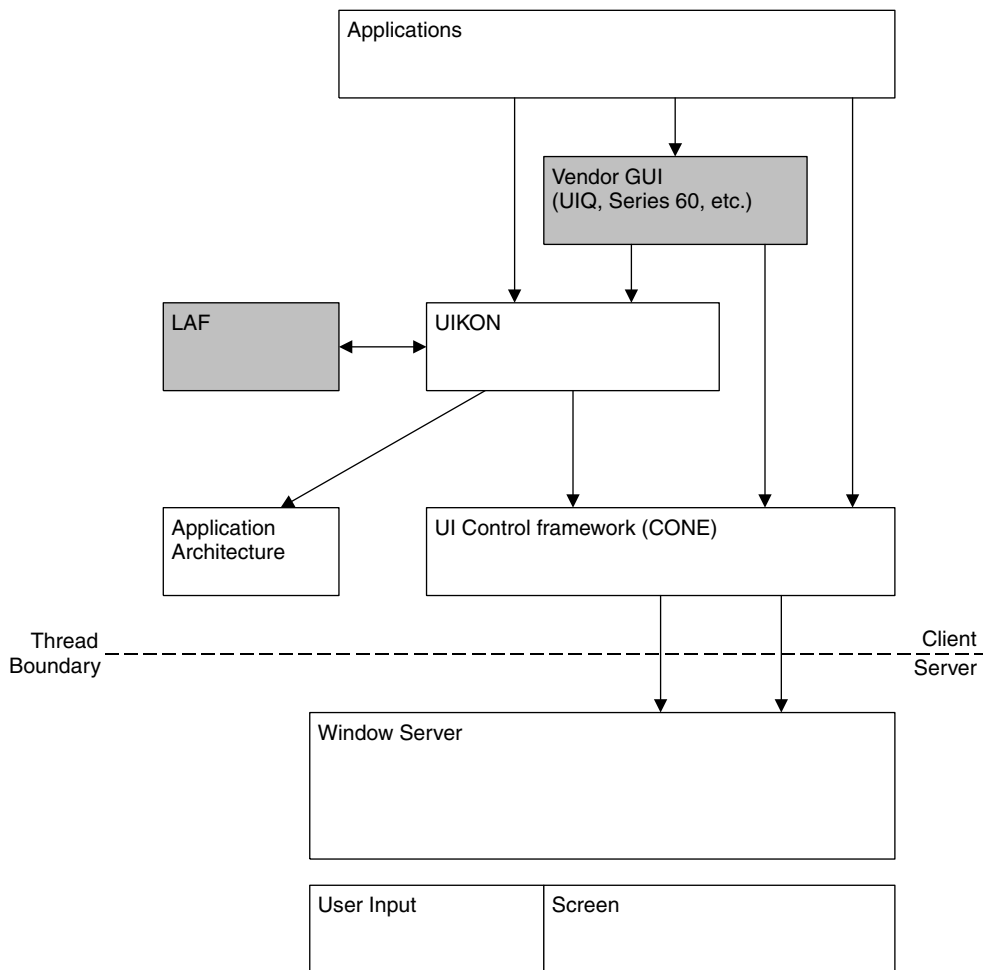 Applications
Vendor GUI
(UIQ, Series 60, etc.)
LAF
UIKON
Application
Architecture
UI Control framework (CONE)
Thread
Boundary
Client
Server
Window Server
User Input
Screen